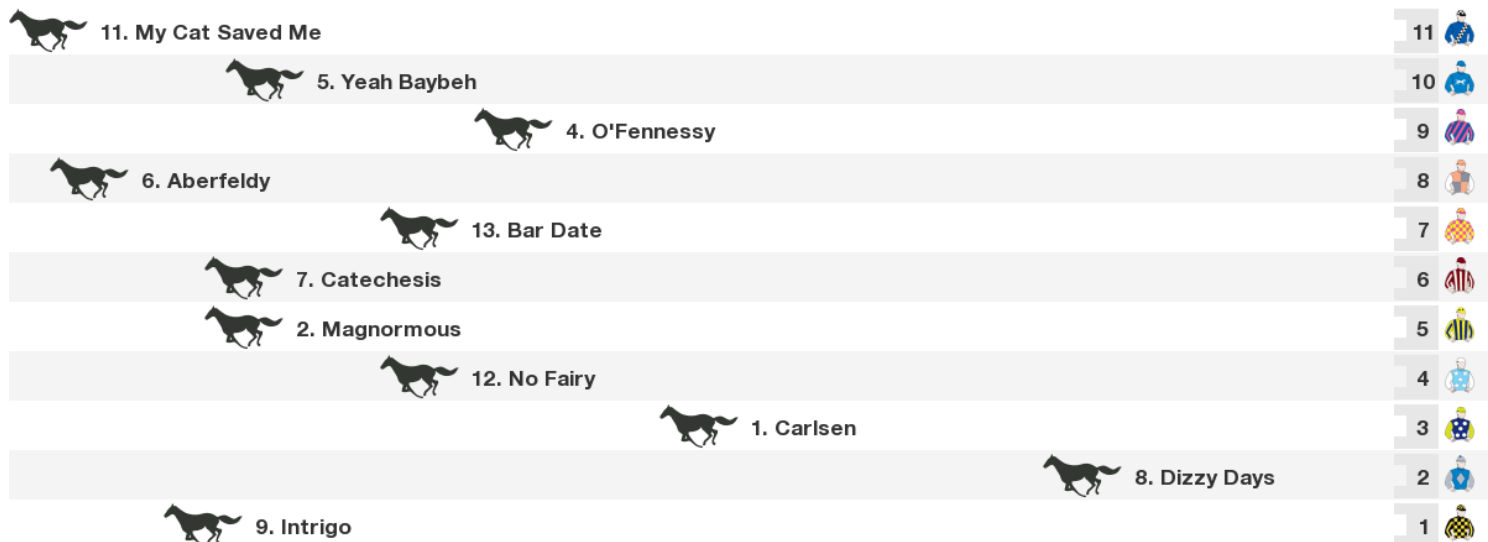 11. My Cat Saved Me 11
5. Yeah Baybeh 10
4. O'Fennessy 9
6. Aberfeldy 8
13. Bar Date 7
7. Catechesis 6
2. Magnormous 5
12. No Fairy 4
1. Carlsen 3
8. Dizzy Days 2
9. Intrigo 1